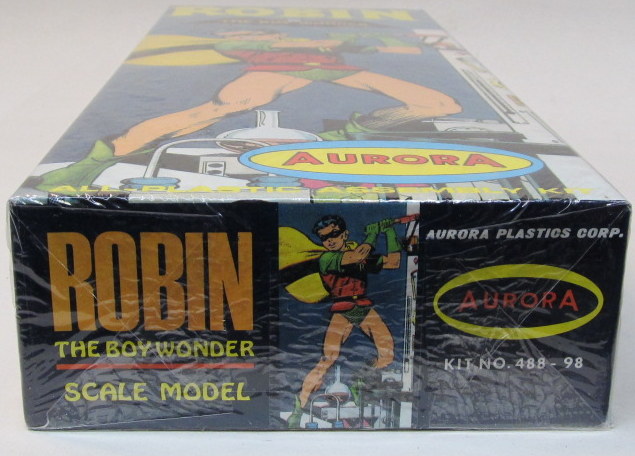 ROBIN
AURORA
ALL PLASTIC ASSEMBLY KIT
ROBIN
THE BOY WONDER
SCALE MODEL
AURORA PLASTICS CORP.
AURORA
KIT NO. 488-98